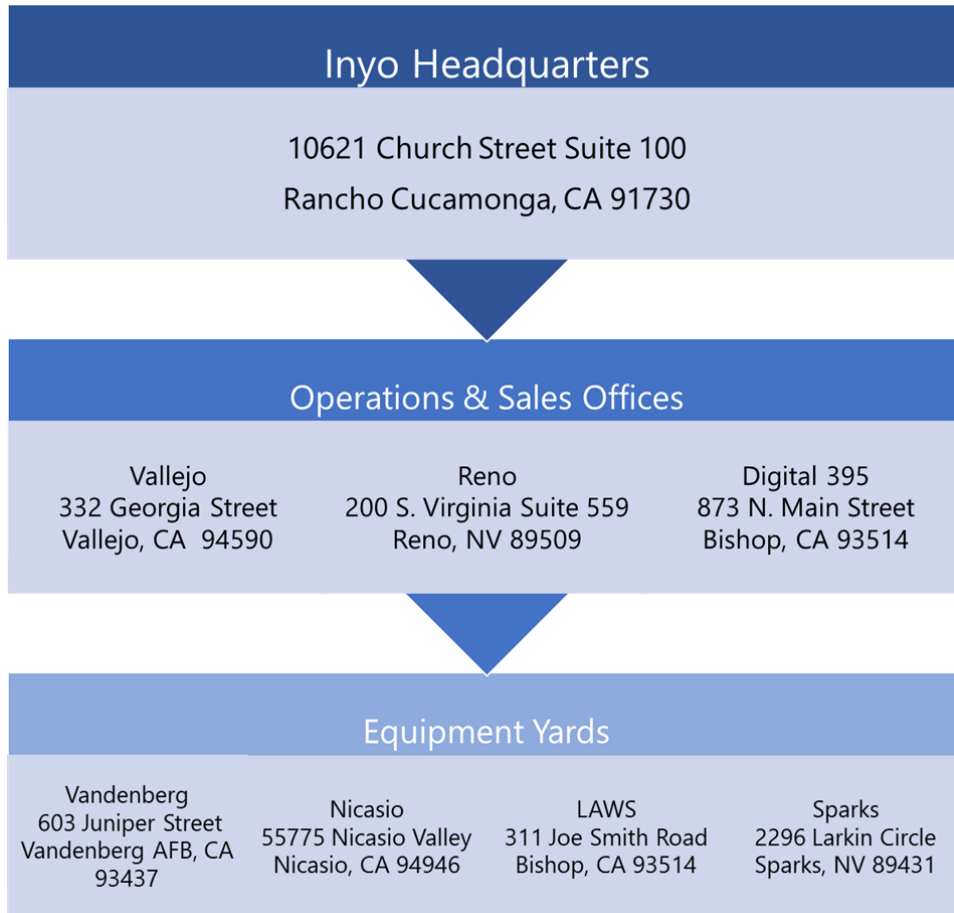 Inyo Headquarters
10621 Church Street Suite 100
Rancho Cucamonga, CA 91730
Operations & Sales Offices
Vallejo
332 Georgia Street
Vallejo, CA  94590
Reno
200 S. Virginia Suite 559
Reno, NV 89509
Digital 395
873 N. Main Street
Bishop, CA 93514
Equipment Yards
Vandenberg
603 Juniper Street
Vandenberg AFB, CA
93437
Nicasio
55775 Nicasio Valley
Nicasio, CA 94946
LAWS
311 Joe Smith Road
Bishop, CA 93514
Sparks
2296 Larkin Circle
Sparks, NV 89431